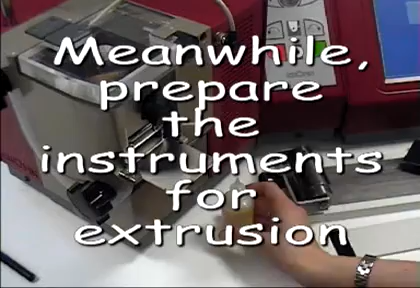 Meanwhile,
prepare
the
instruments
for
extrusion